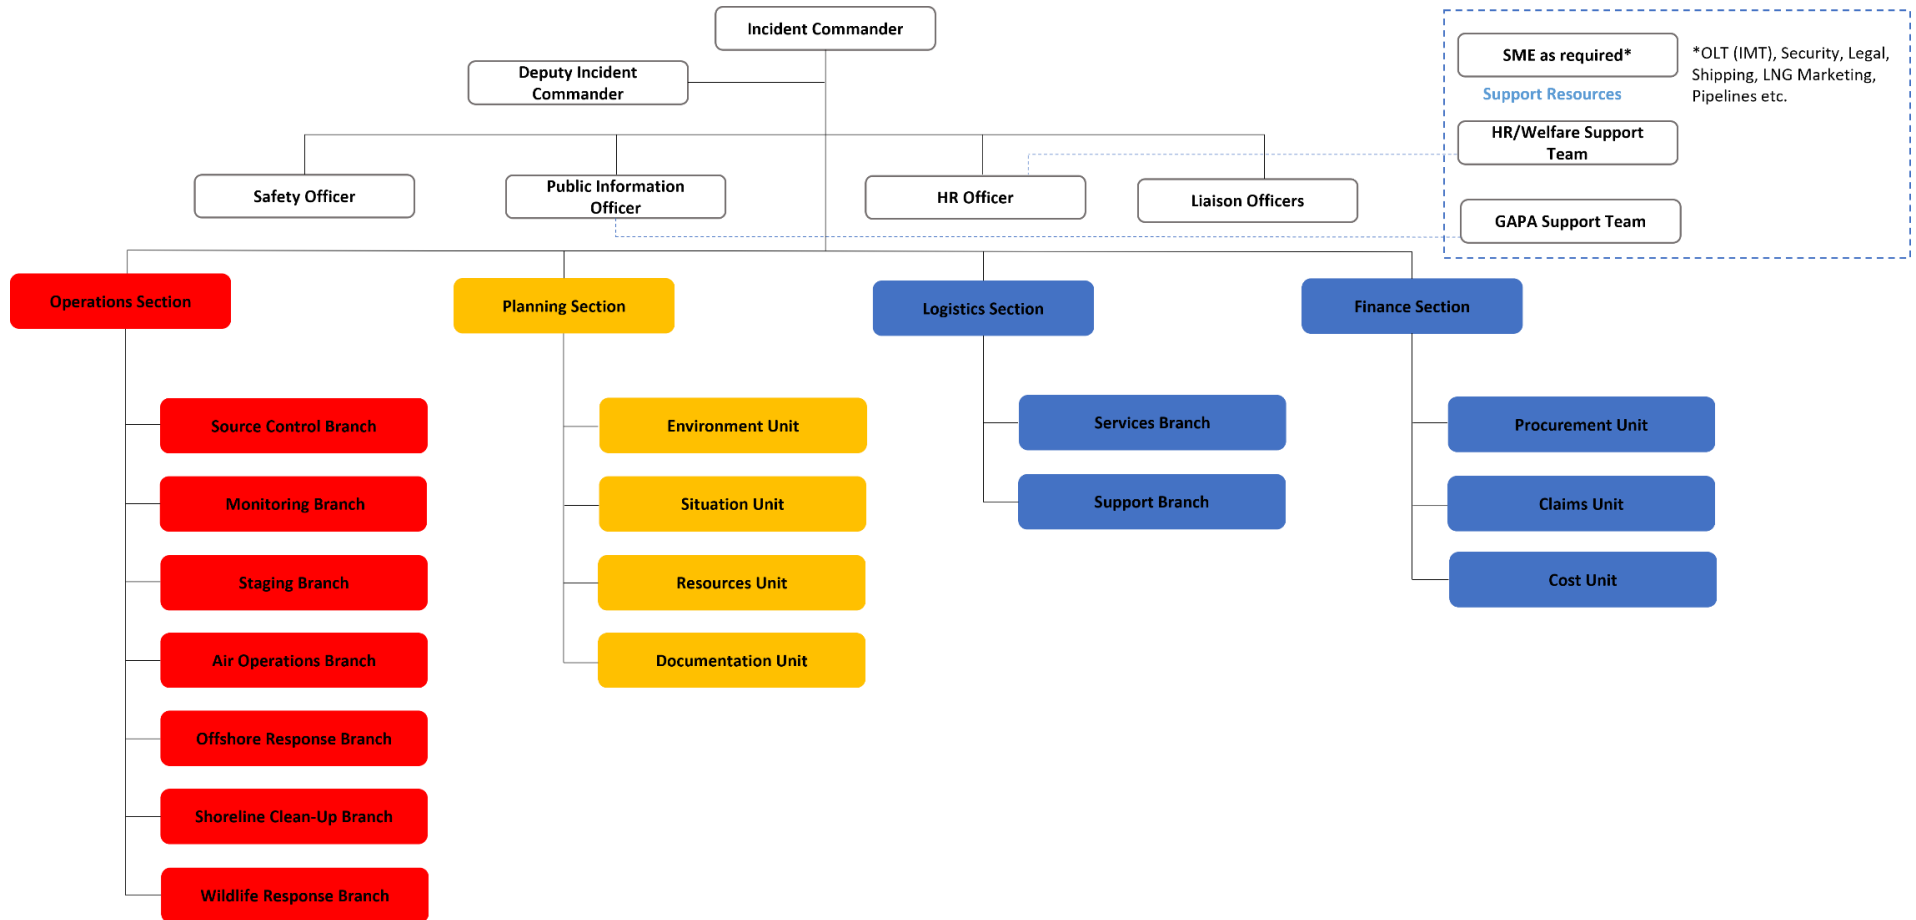 Incident Commander
Deputy Incident
Commander
SME as required*
*OLT (IMT), Security, Legal,
Shipping, LNG Marketing,
Pipelines etc.
Support Resources
HR/Welfare Support
Team
GAPA Support Team
Safety Officer
Public Information
Officer
HR Officer
Liaison Officers
Operations Section
Planning Section
Logistics Section
Finance Section
Source Control Branch
Monitoring Branch
Staging Branch
Air Operations Branch
Offshore Response Branch
Shoreline Clean-Up Branch
Wildlife Response Branch
Environment Unit
Situation Unit
Resources Unit
Documentation Unit
Services Branch
Support Branch
Procurement Unit
Claims Unit
Cost Unit